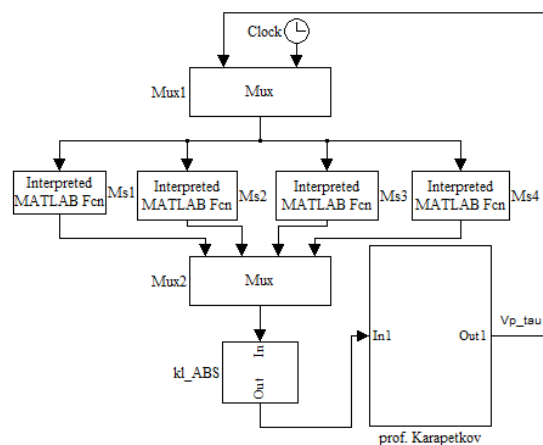 Clock
Mux1
Mux
Interpreted
MATLAB Fcn
Ms1
Interpreted
MATLAB Fcn
Ms2
Interpreted
MATLAB Fcn
Ms3
Interpreted
MATLAB Fcn
Ms4
Mux2
Mux
kl_ABS
In
Out
In1
Out1
Vp_tau
prof. Karapetkov